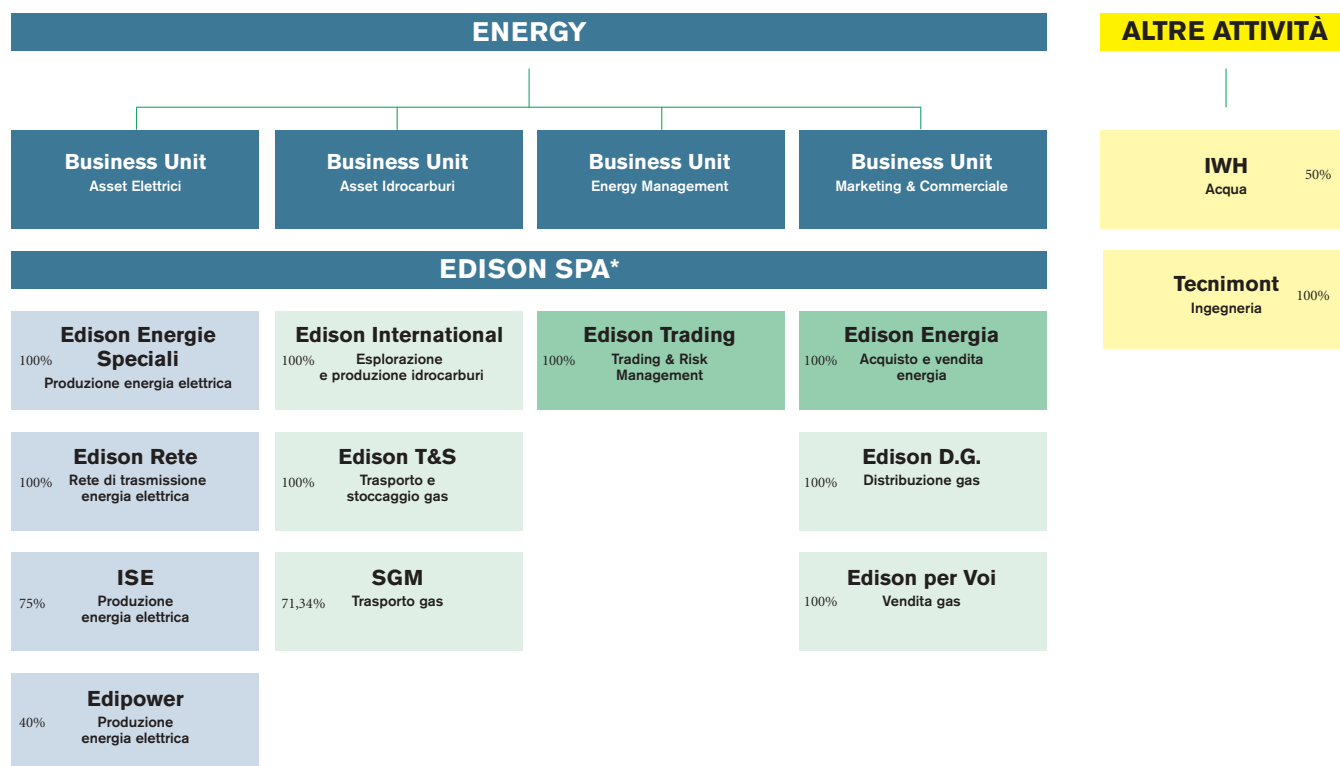 ENERGY
ALTRE ATTIVITÀ
Business Unit
Asset Elettrici
Business Unit
Asset Idrocarburi
Business Unit
Energy Management
Business Unit
Marketing & Commerciale
IWH
Acqua
50%
EDISON SPA*
Tecnimont
Ingegneria
100%
Edison Energie
Speciali
100%
Produzione energia elettrica
Edison International
100%
Esplorazione
e produzione idrocarburi
Edison Trading
100%
Trading & Risk
Management
Edison Energia
100%
Acquisto e vendita
energia
Edison Rete
100%
Rete di trasmissione
energia elettrica
Edison T&S
100%
Trasporto e
stoccaggio gas
Edison D.G.
100%
Distribuzione gas
ISE
75%
Produzione
energia elettrica
SGM
71,34%
Trasporto gas
Edison per Voi
100%
Vendita gas
Edipower
40%
Produzione
energia elettrica